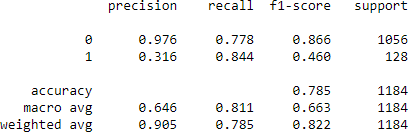 precision recall f1-score support
0 0.976 0.778 0.866 1056
1 0.316 0.844 0.460 128
accuracy 0.785 1184
macro avg 0.646 0.811 0.663 1184
weighted avg 0.905 0.785 0.822 1184